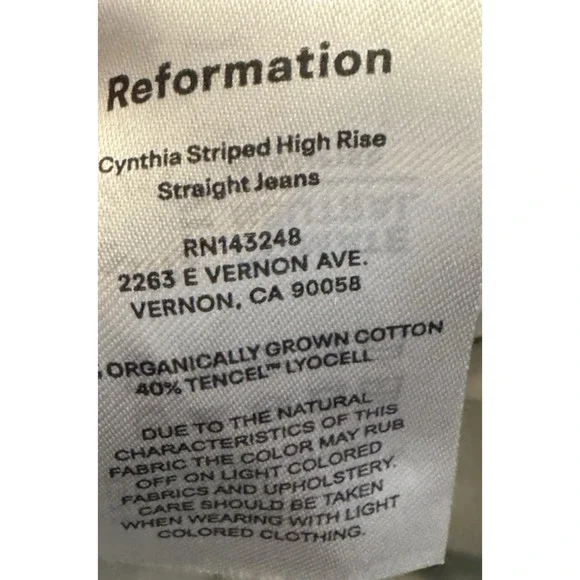 Reformation
Cynthia Striped High Rise
Straight Jeans
RN143248
2263 E VERNON AVE.
VERNON, CA 90058
ORGANICALLY GROWN COTTON
40% TENCEL™ LYOCELL
DUE TO THE NATURAL
CHARACTERISTICS OF THIS
FABRIC THE COLOR MAY RUB
OFF ON LIGHT COLORED
FABRICS AND UPHOLSTERY.
CARE SHOULD BE TAKEN
WHEN WEARING WITH LIGHT
COLORED CLOTHING.